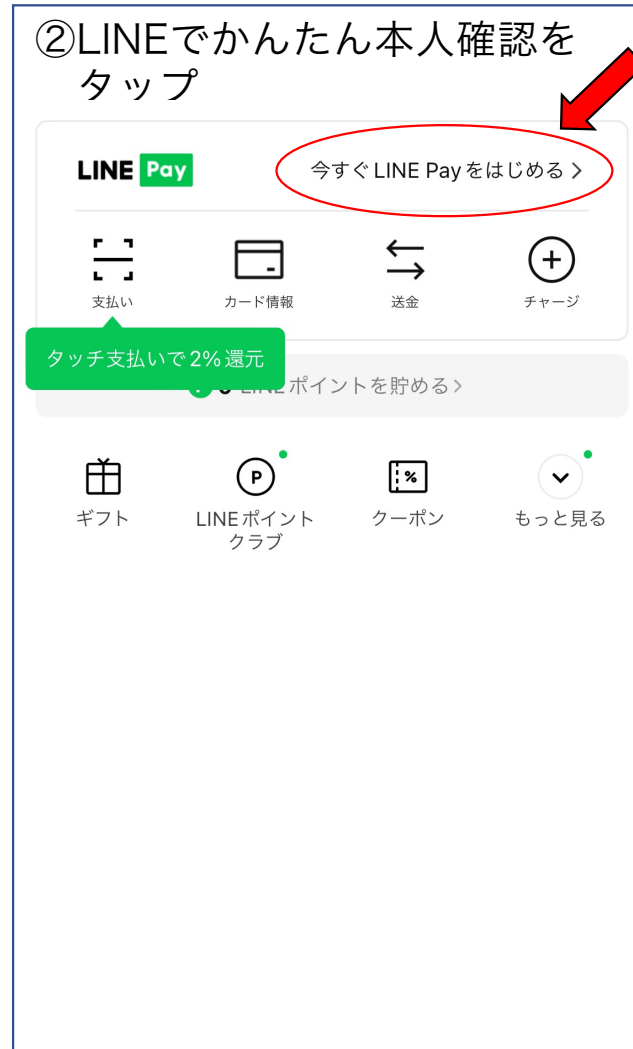 ②LINEでかんたん本人確認を
タップ
LINE Pay
今すぐLINE Payをはじめる >
支払い
カード情報
送金
チャージ
タッチ支払いで2%還元
LINEポイントを貯める >
ギフト
P
LINEポイント
クラブ
%
クーポン
もっと見る